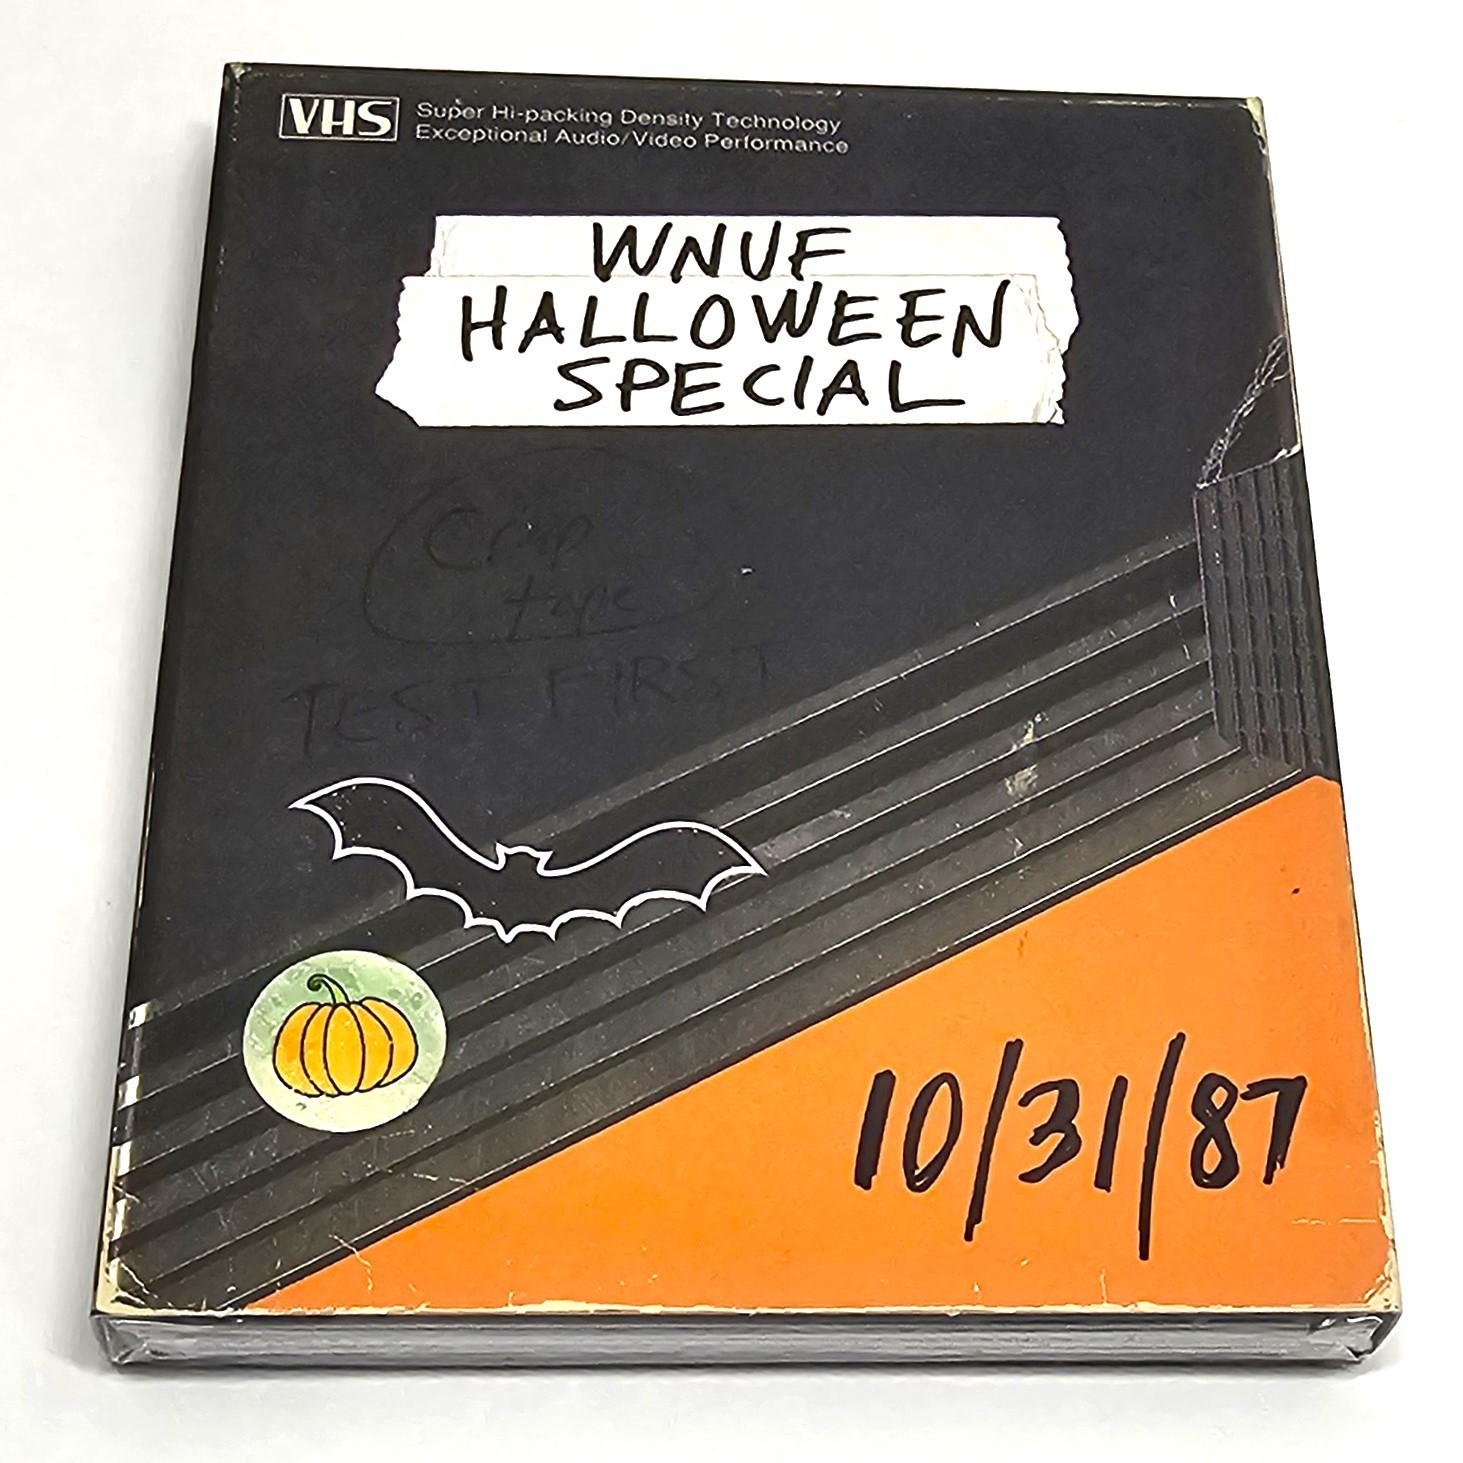 VHS
Super Hi-packing Density Technology
Exceptional Audio/Video Performance
WNUF
HALLOWEEN
SPECIAL
Crap
tape
TEST FIRST
10/31/87